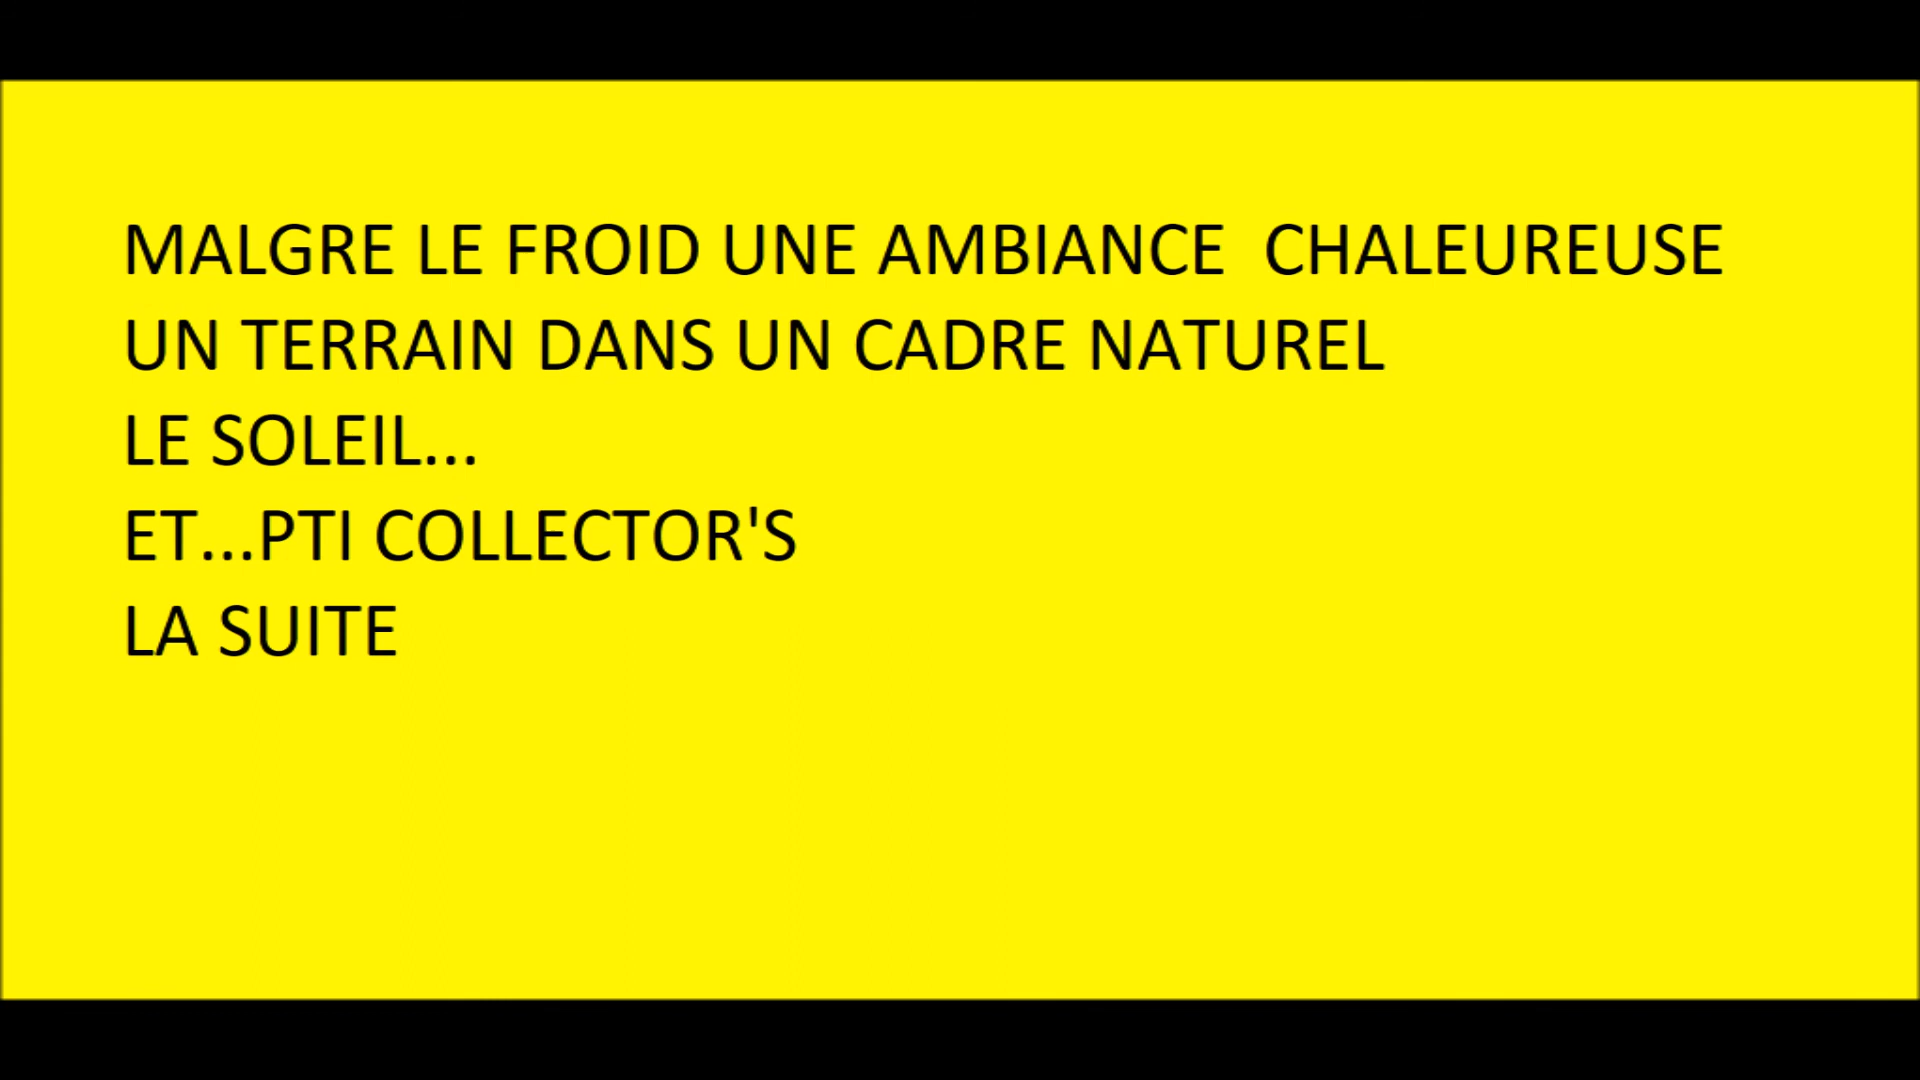 MALGRE LE FROID UNE AMBIANCE  CHALEUREUSE
UN TERRAIN DANS UN CADRE NATUREL
LE SOLEIL...
ET...PTI COLLECTOR'S
LA SUITE